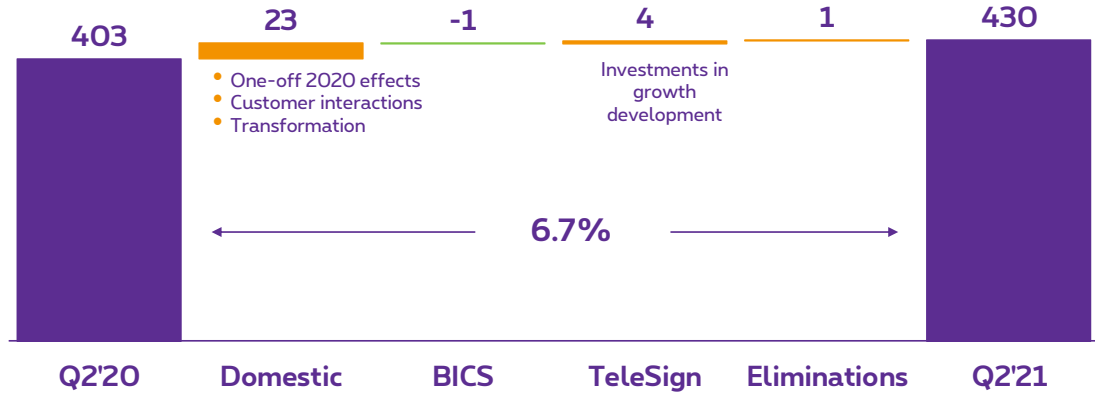 403
23
-1
4
1
430
• One-off 2020 effects
• Customer interactions
• Transformation
Investments in
growth
development
6.7%
Q2'20
Domestic
BICS
TeleSign
Eliminations
Q2'21